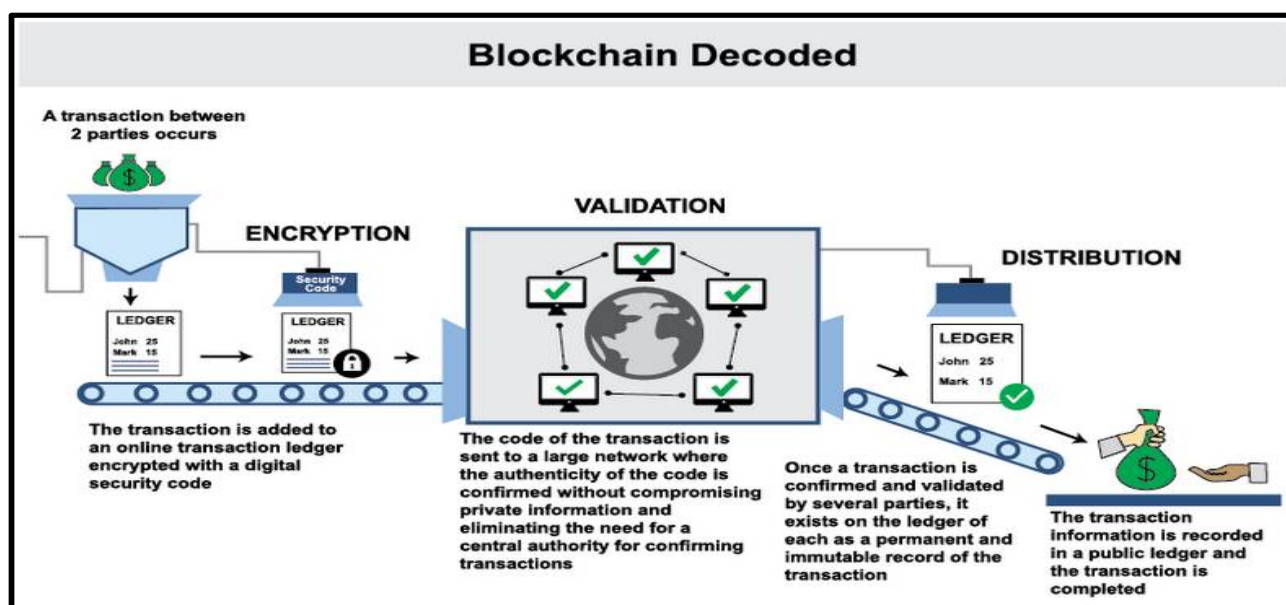 Blockchain Decoded
A transaction between
2 parties occurs
ENCRYPTION
Security
Code
LEDGER
John 25
Mark 15
LEDGER
John 25
Mark 15
The transaction is added to
an online transaction ledger
encrypted with a digital
security code
VALIDATION
The code of the transaction is
sent to a large network where
the authenticity of the code is
confirmed without compromising
private information and
eliminating the need for a
central authority for confirming
transactions
DISTRIBUTION
LEDGER
John 25
Mark 15
Once a transaction is
confirmed and validated
by several parties, it
exists on the ledger of
each as a permanent and
immutable record of the
transaction
$
$
The transaction
information is recorded
in a public ledger and
the transaction is
completed